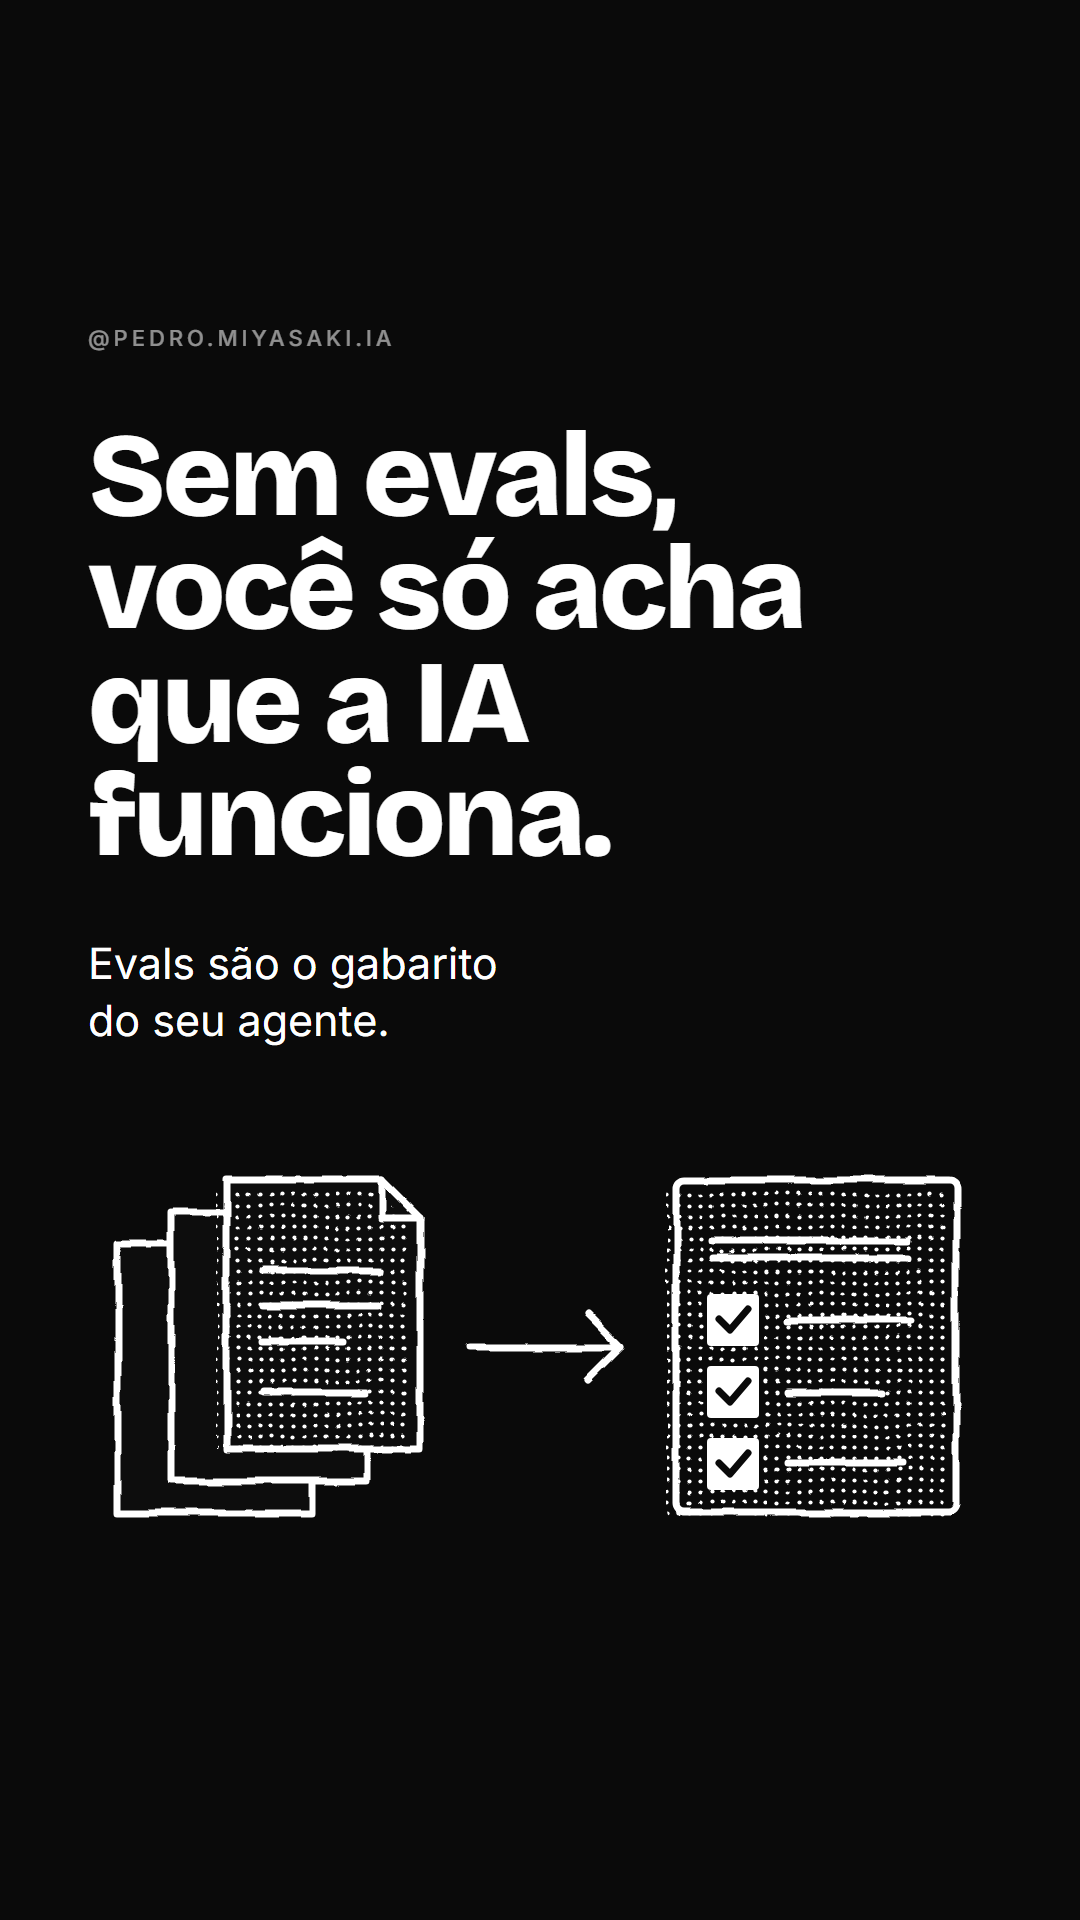 @PEDRO.MIYASAKI.IA
Sem evals,
você só acha
que a IA
funciona.
Evals são o gabarito
do seu agente.